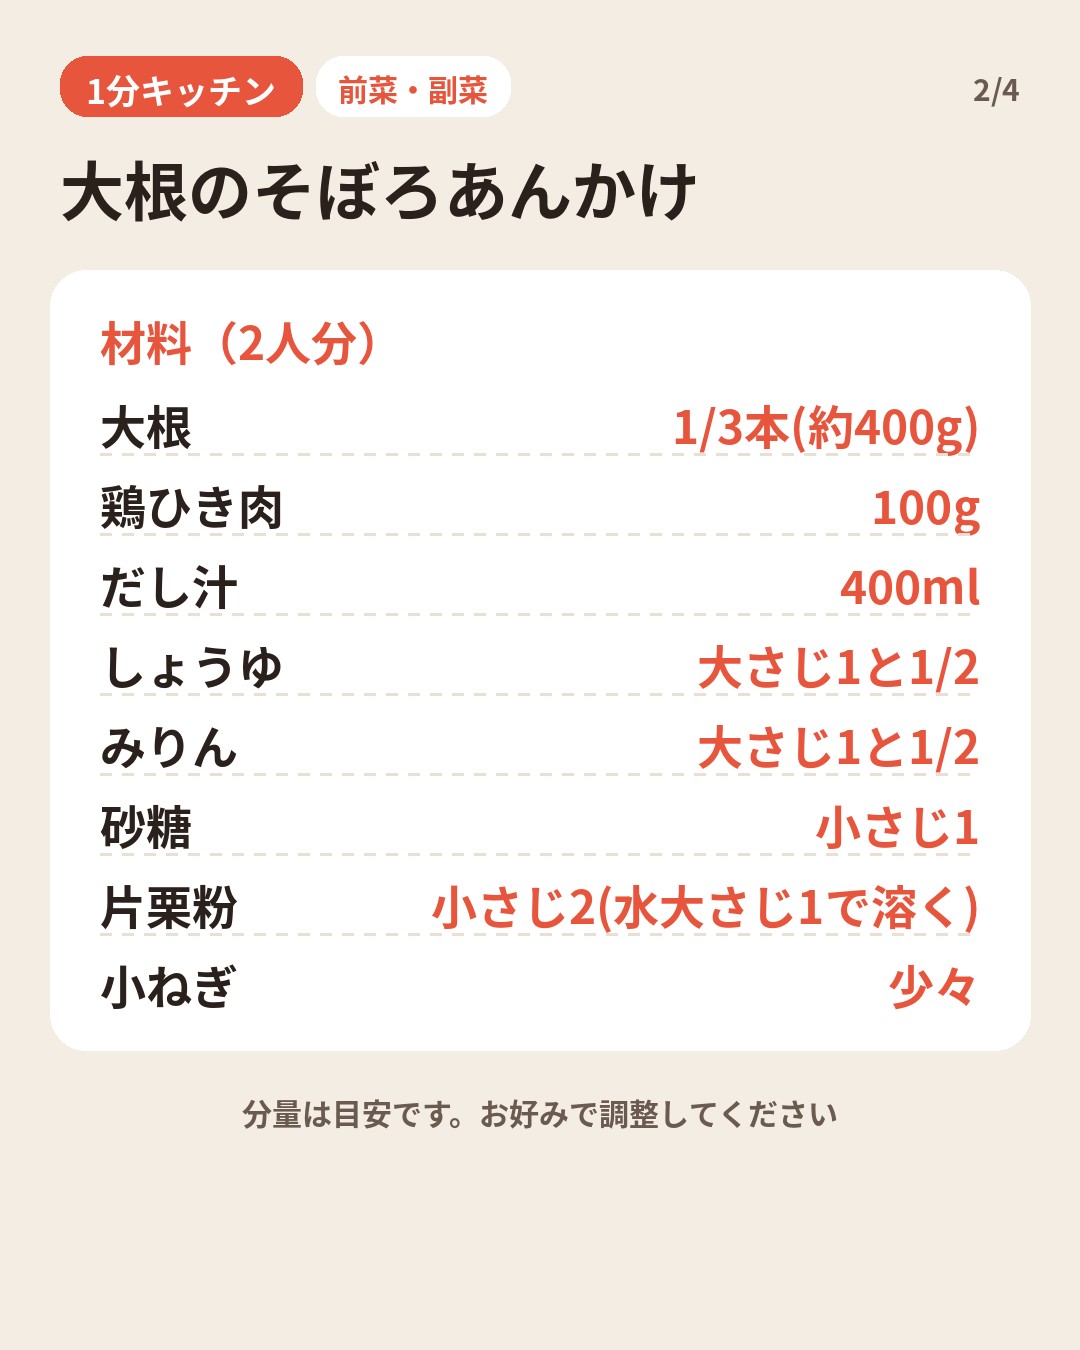 1分キッチン 前菜・副菜 2/4
大根のそぼろあんかけ
材料（2人分）
大根 1/3本(約400g)
鶏ひき肉 100g
だし汁 400ml
しょうゆ 大さじ1と1/2
みりん 大さじ1と1/2
砂糖 小さじ1
片栗粉 小さじ2(水大さじ1で溶く)
小ねぎ 少々
分量は目安です。お好みで調整してください